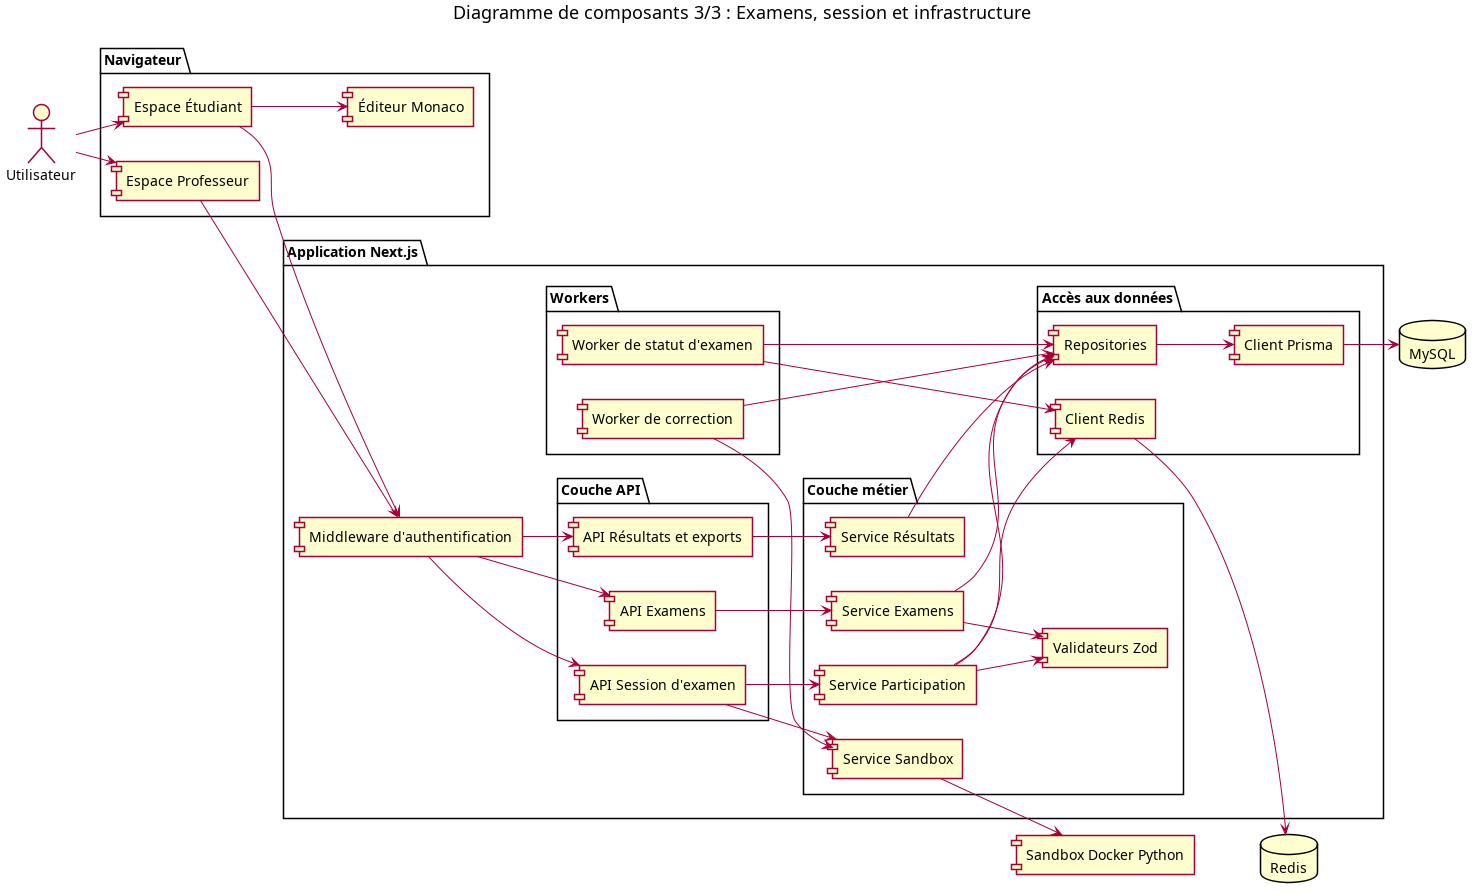 Diagramme de composants 3/3 : Examens, session et infrastructure
Navigateur
Espace Étudiant
Éditeur Monaco
Utilisateur
Espace Professeur
Application Next.js
Workers
Worker de statut d'examen
Worker de correction
Accès aux données
Repositories
Client Prisma
Client Redis
MySQL
Couche API
Couche métier
Middleware d'authentification
API Résultats et exports
Service Résultats
API Examens
Service Examens
Validateurs Zod
API Session d'examen
Service Participation
Service Sandbox
Sandbox Docker Python
Redis